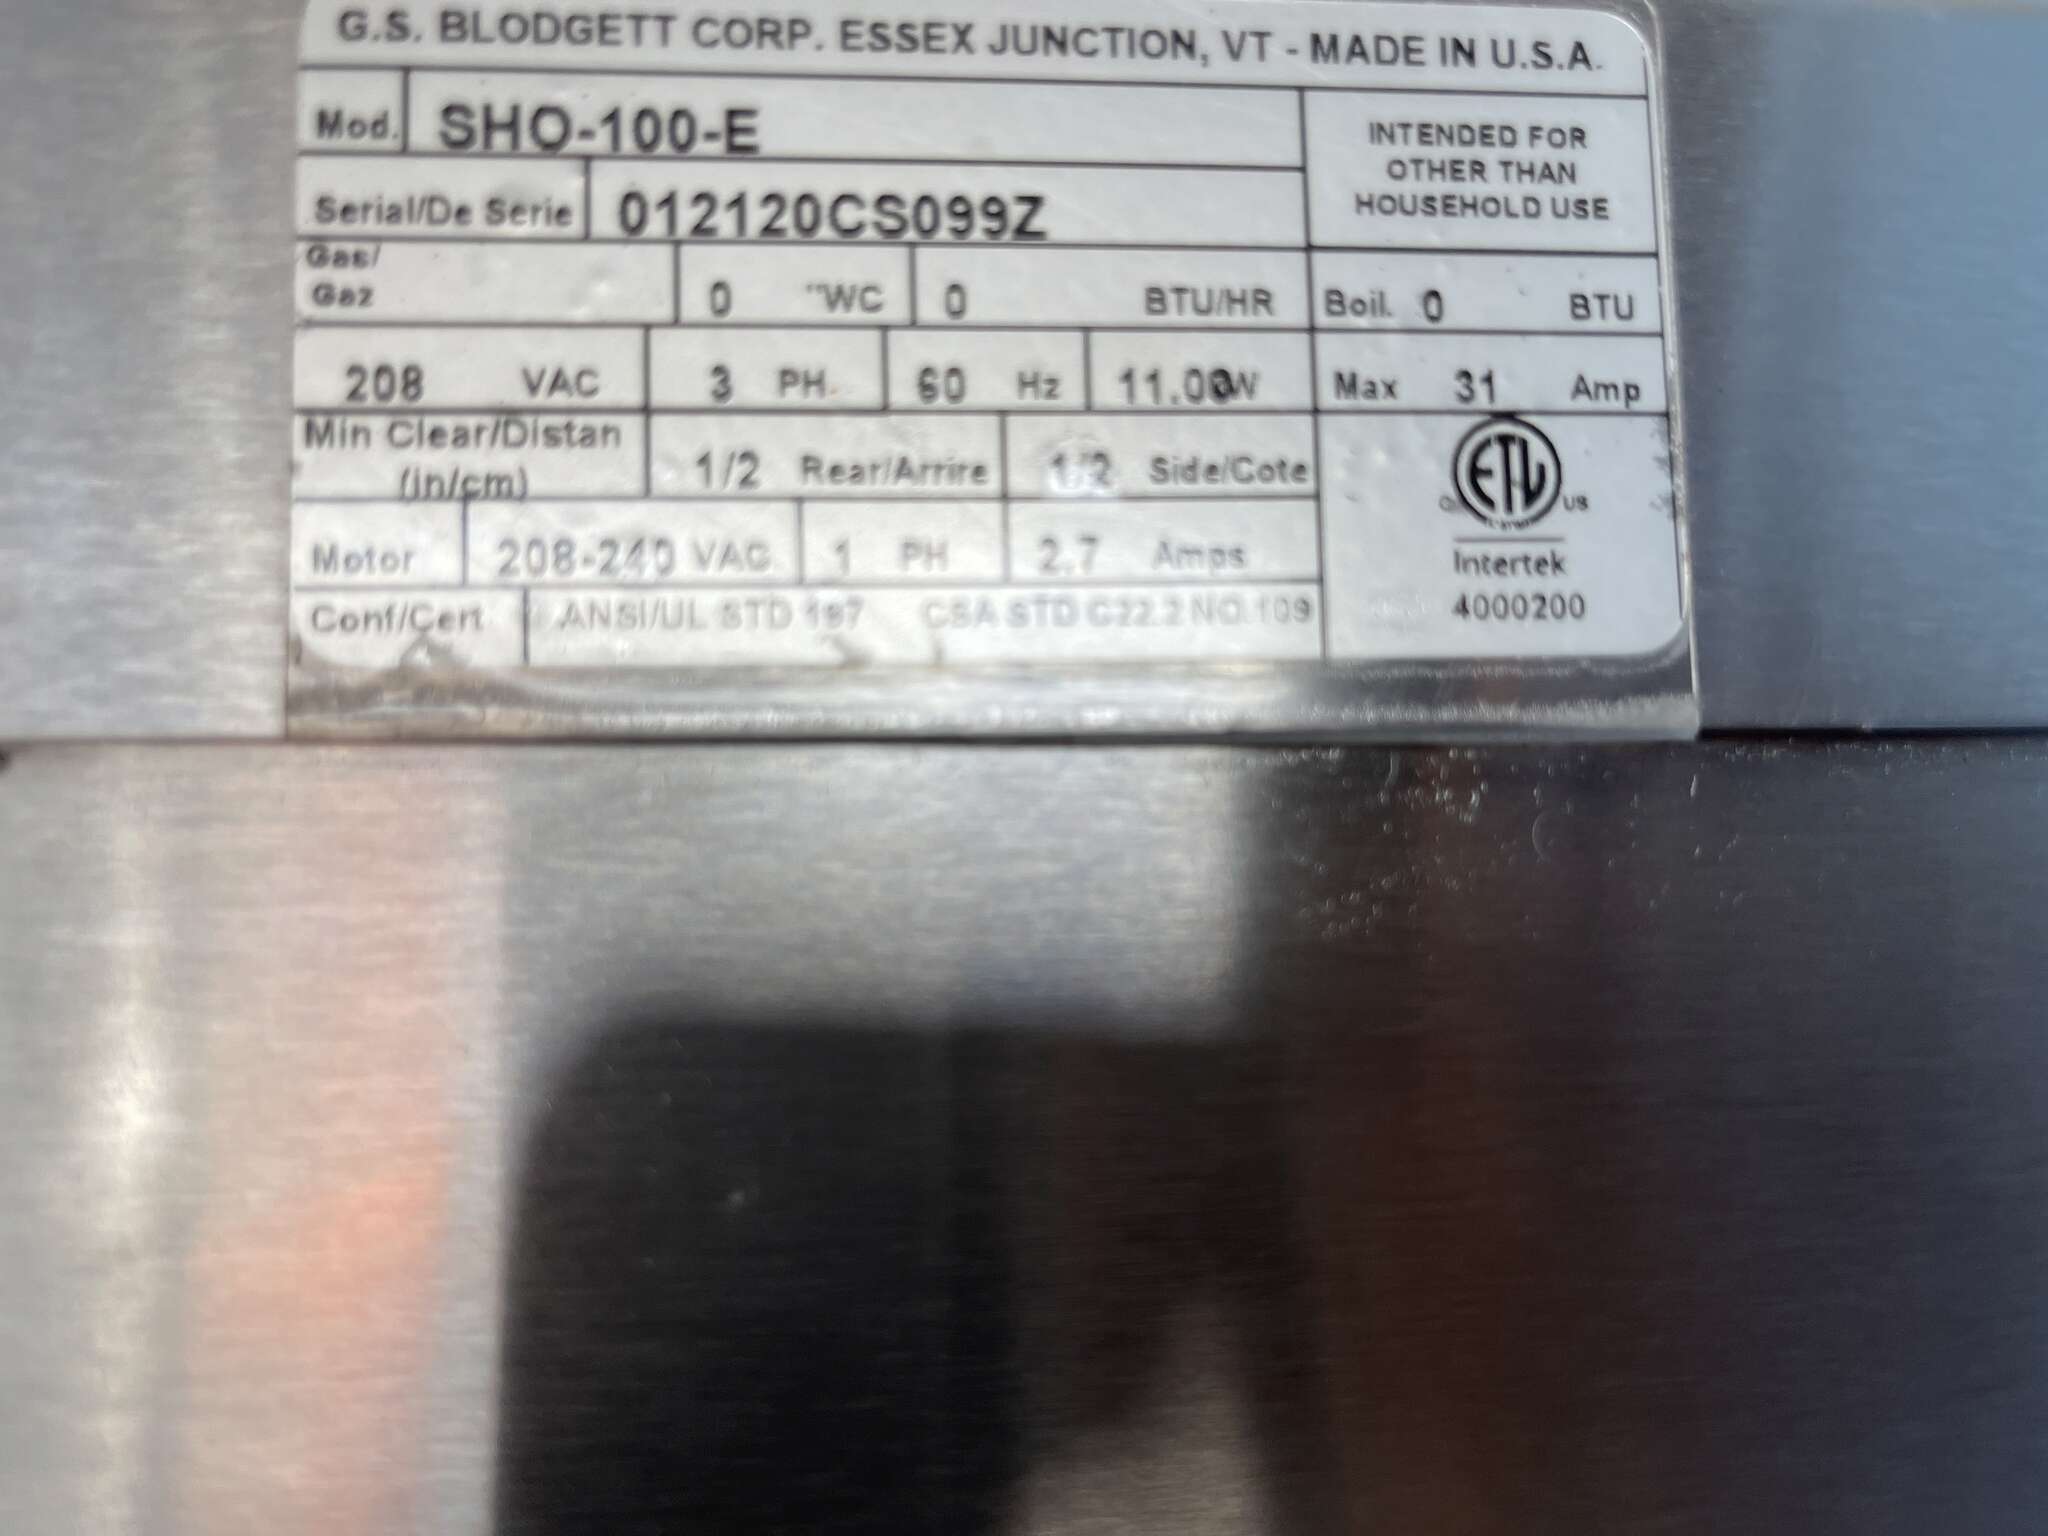 G.S. BLODGETT CORP. ESSEX JUNCTION, VT - MADE IN U.S.A.
Mod. SHO-100-E
INTENDED FOR
OTHER THAN
HOUSEHOLD USE
Serial/De Serie 012120CS099Z
Gas/
Gaz 0 "WC 0 BTU/HR Boil. 0 BTU
208 VAC 3 PH. 60 Hz 11.00 Max 31 Amp
Min Clear/Distan
(in/cm) 1/2 Rear/Arrire 1/2 Side/Cote
ETL US
Motor 208-240 VAC 1 PH 2.7 Amps
Intertek
4000200
Conf/Cert ANSI/UL STD 197 CSA STD C22.2 NO.109